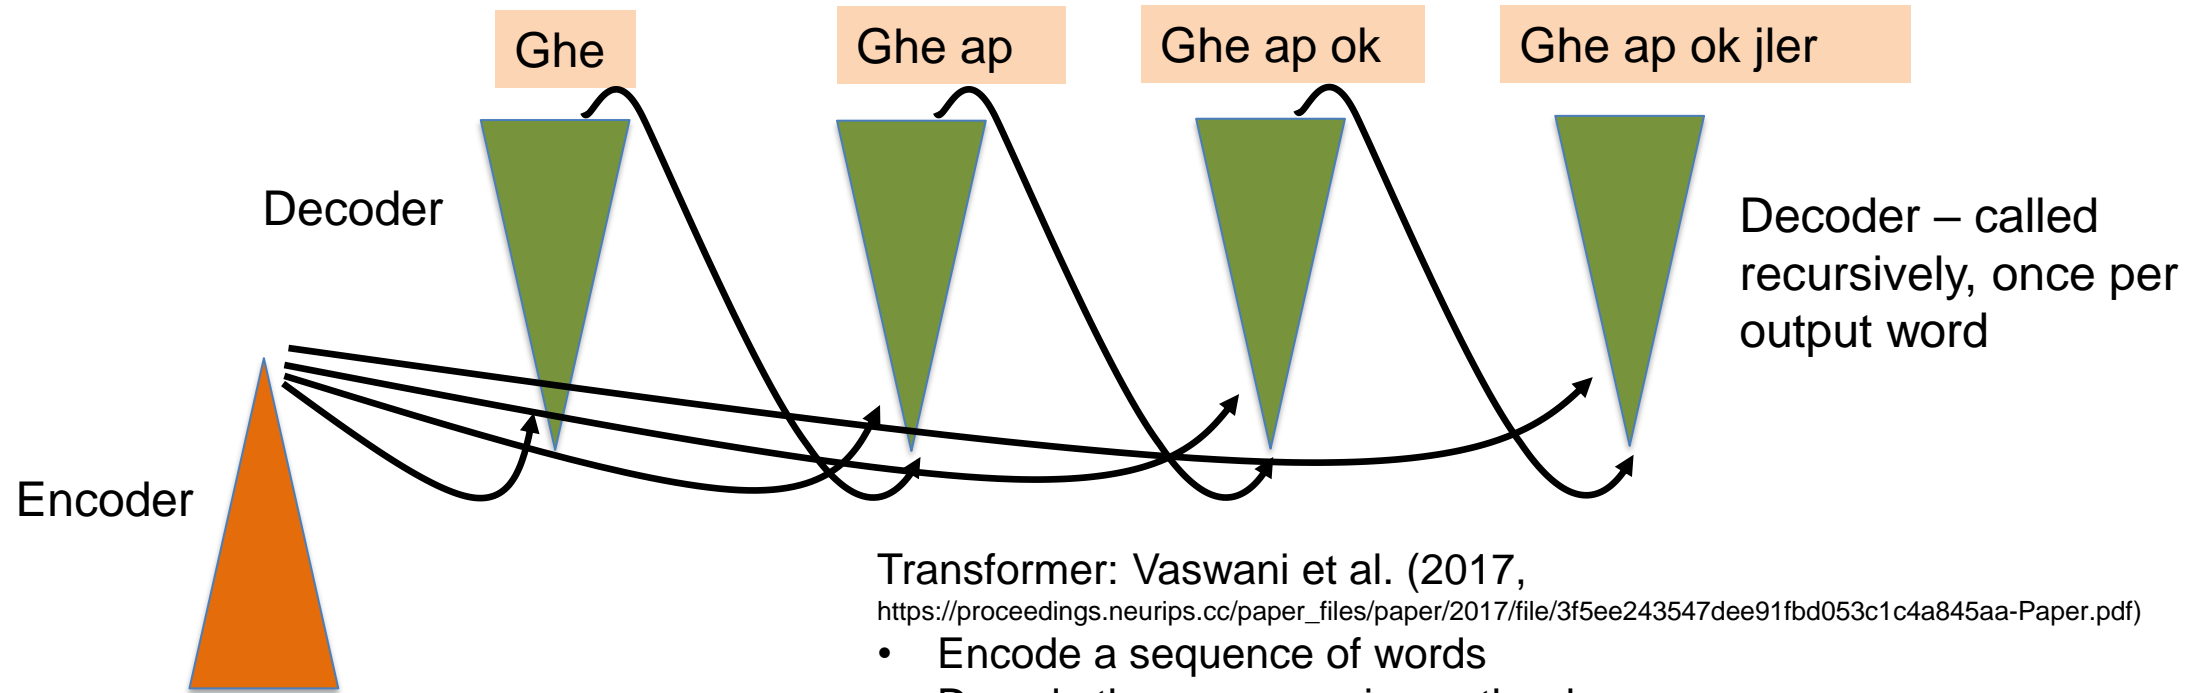 Ghe
Ghe ap
Ghe ap ok
Ghe ap ok jler
Decoder
Decoder – called
recursively, once per
output word
Encoder
Transformer: Vaswani et al. (2017,
https://proceedings.neurips.cc/paper_files/paper/2017/file/3f5ee243547dee91fbd053c1c4a845aa-Paper.pdf)
• Encode a sequence of words